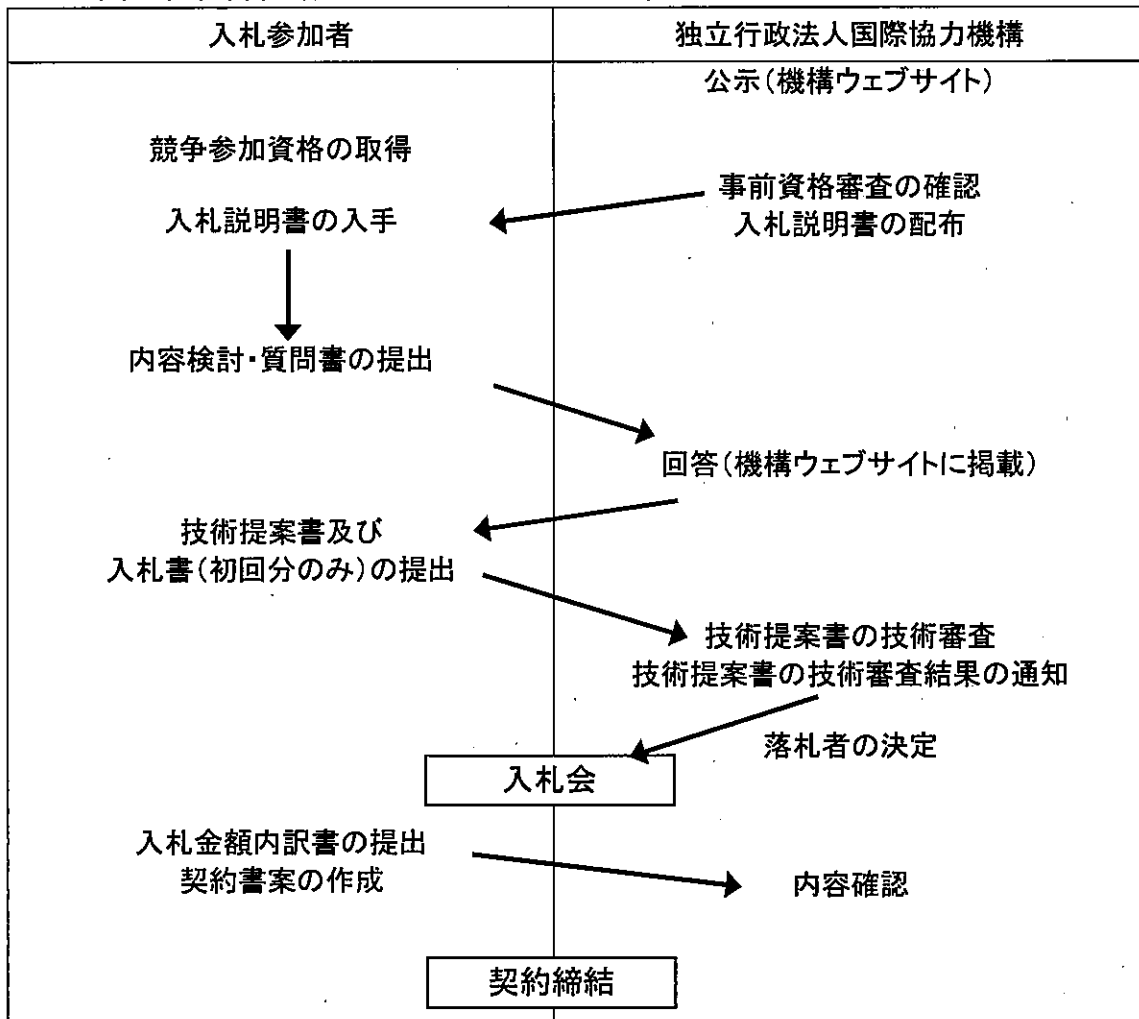 入札参加者
独立行政法人国際協力機構
公示(機構ウェブサイト)
競争参加資格の取得
事前資格審査の確認
入札説明書の入手
入札説明書の配布
内容検討・質問書の提出
回答(機構ウェブサイトに掲載)
技術提案書及び
入札書(初回分のみ)の提出
技術提案書の技術審査
技術提案書の技術審査結果の通知
落札者の決定
入札会
入札金額内訳書の提出
契約書案の作成
内容確認
契約締結